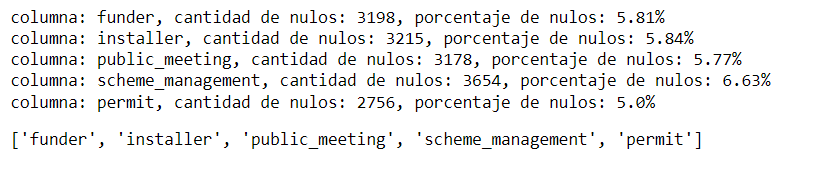 columna: funder, cantidad de nulos: 3198, porcentaje de nulos: 5.81%
columna: installer, cantidad de nulos: 3215, porcentaje de nulos: 5.84%
columna: public_meeting, cantidad de nulos: 3178, porcentaje de nulos: 5.77%
columna: scheme_management, cantidad de nulos: 3654, porcentaje de nulos: 6.63%
columna: permit, cantidad de nulos: 2756, porcentaje de nulos: 5.0%
['funder', 'installer', 'public_meeting', 'scheme_management', 'permit']